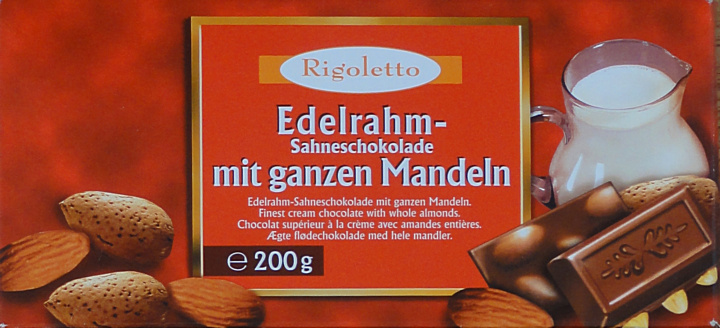 Rigoletto
Edelrahm-
Sahneschokolade
mit ganzen Mandeln
Edelrahm-Sahneschokolade mit ganzen Mandeln.
Finest cream chocolate with whole almonds.
Chocolat supérieur à la crème avec amandes entières.
Ægte flødechokolade med hele mandler.
℮ 200g